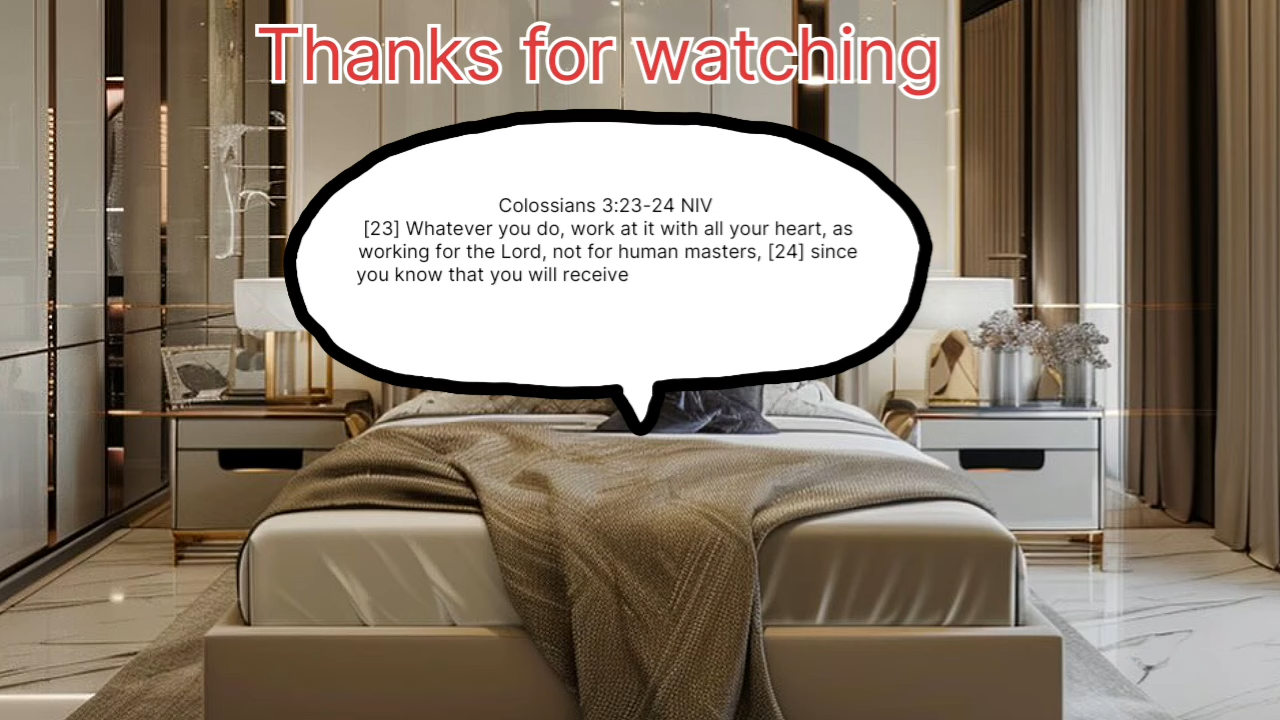 Thanks for watching
Colossians 3:23-24 NIV
[23] Whatever you do, work at it with all your heart, as
working for the Lord, not for human masters, [24] since
you know that you will receive